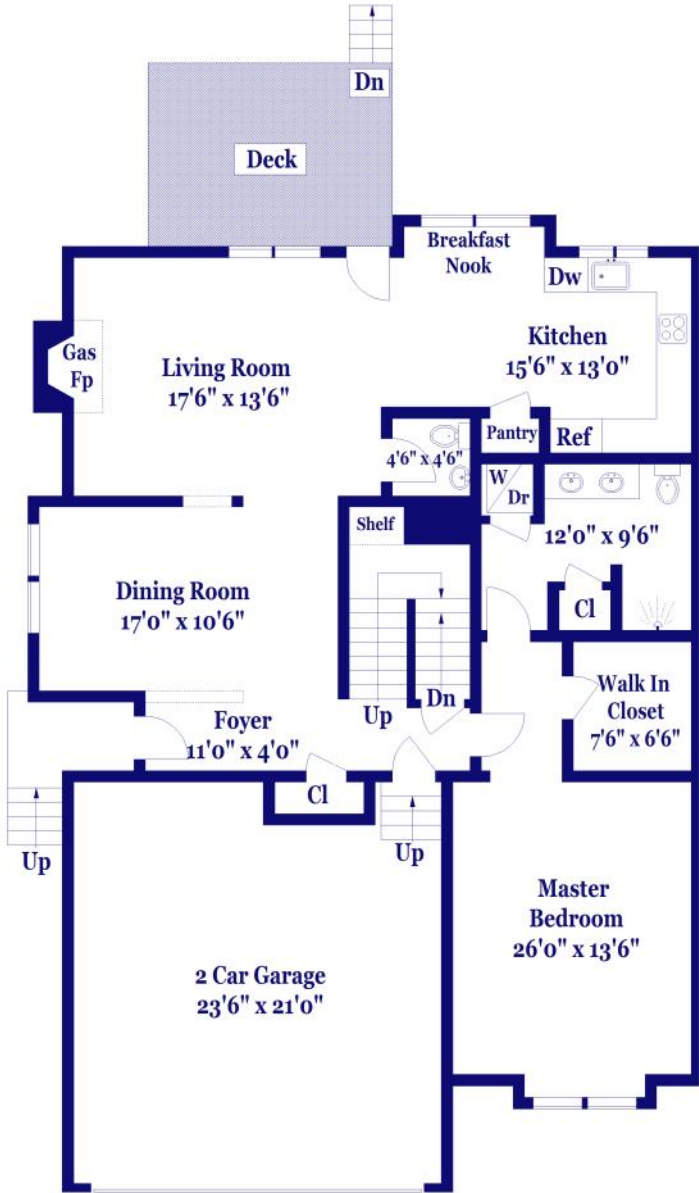 Dn
Deck
Breakfast
Nook
Dw
Gas
Fp
Living Room
17'6" x 13'6"
Kitchen
15'6" x 13'0"
4'6" x 4'6"
Pantry
Ref
W
Dr
Shelf
12'0" x 9'6"
Dining Room
17'0" x 10'6"
Cl
Walk In
Closet
7'6" x 6'6"
Up
Dn
Foyer
11'0" x 4'0"
Cl
Up
Up
Master
Bedroom
26'0" x 13'6"
2 Car Garage
23'6" x 21'0"